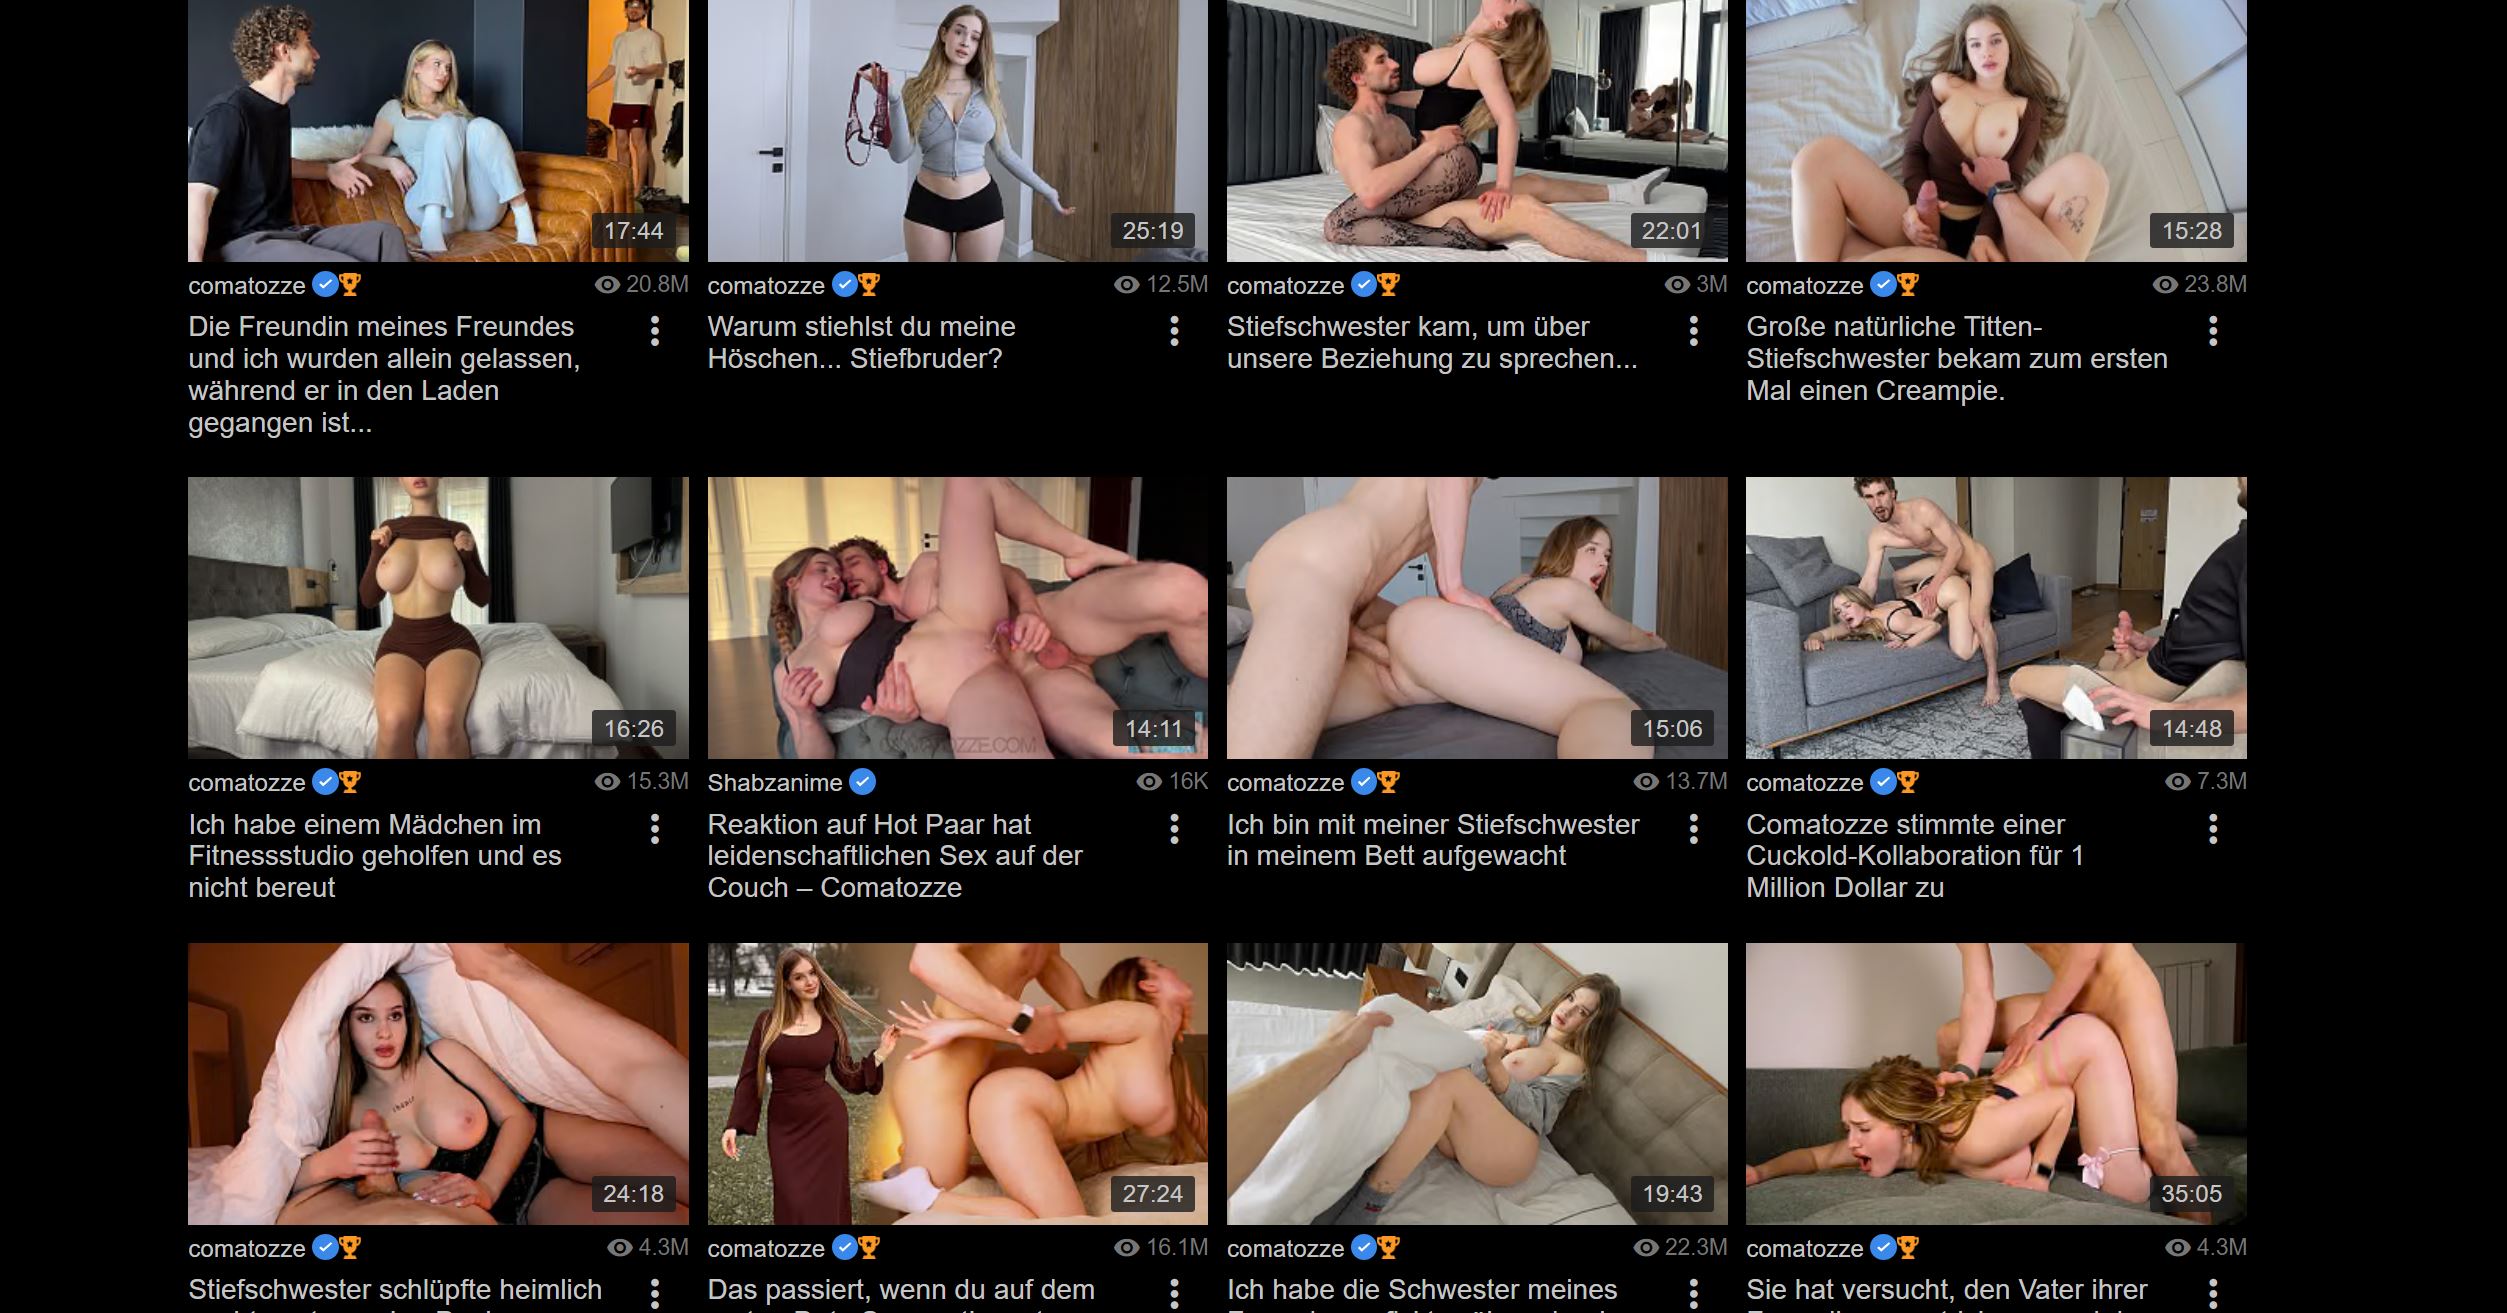 17:44
25:19
22:01
15:28
comatozze 20.8M
comatozze 12.5M
comatozze 3M
comatozze 23.8M
Die Freundin meines Freundes
und ich wurden allein gelassen,
während er in den Laden
gegangen ist...
Warum stiehlst du meine
Höschen... Stiefbruder?
Stiefschwester kam, um über
unsere Beziehung zu sprechen...
Große natürliche Titten-
Stiefschwester bekam zum ersten
Mal einen Creampie.
16:26
COMATOZZE.COM
14:11
15:06
14:48
comatozze 15.3M
Shabzanime 16K
comatozze 13.7M
comatozze 7.3M
Ich habe einem Mädchen im
Fitnessstudio geholfen und es
nicht bereut
Reaktion auf Hot Paar hat
leidenschaftlichen Sex auf der
Couch – Comatozze
Ich bin mit meiner Stiefschwester
in meinem Bett aufgewacht
Comatozze stimmte einer
Cuckold-Kollaboration für 1
Million Dollar zu
24:18
27:24
19:43
35:05
comatozze 4.3M
comatozze 16.1M
comatozze 22.3M
comatozze 4.3M
Stiefschwester schlüpfte heimlich
Das passiert, wenn du auf dem
Ich habe die Schwester meines
Sie hat versucht, den Vater ihrer